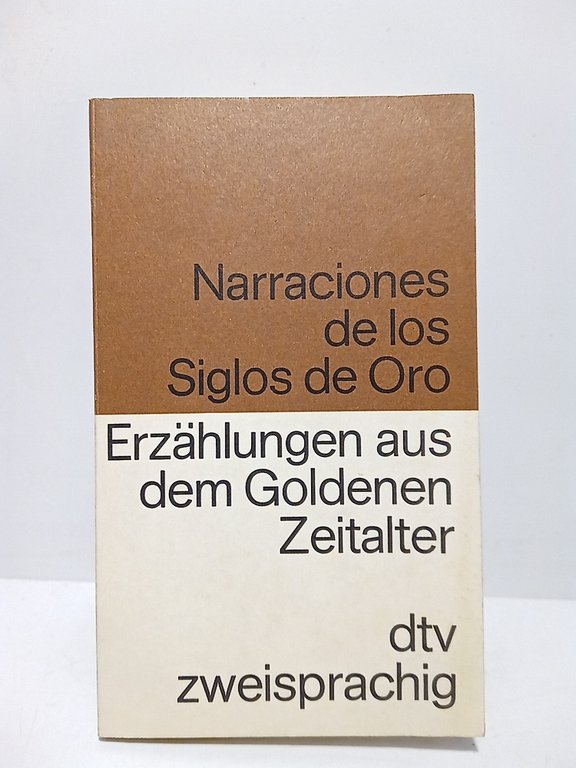 Narraciones
de los
Siglos de Oro
Erzählungen aus
dem Goldenen
Zeitalter
dtv
zweisprachig